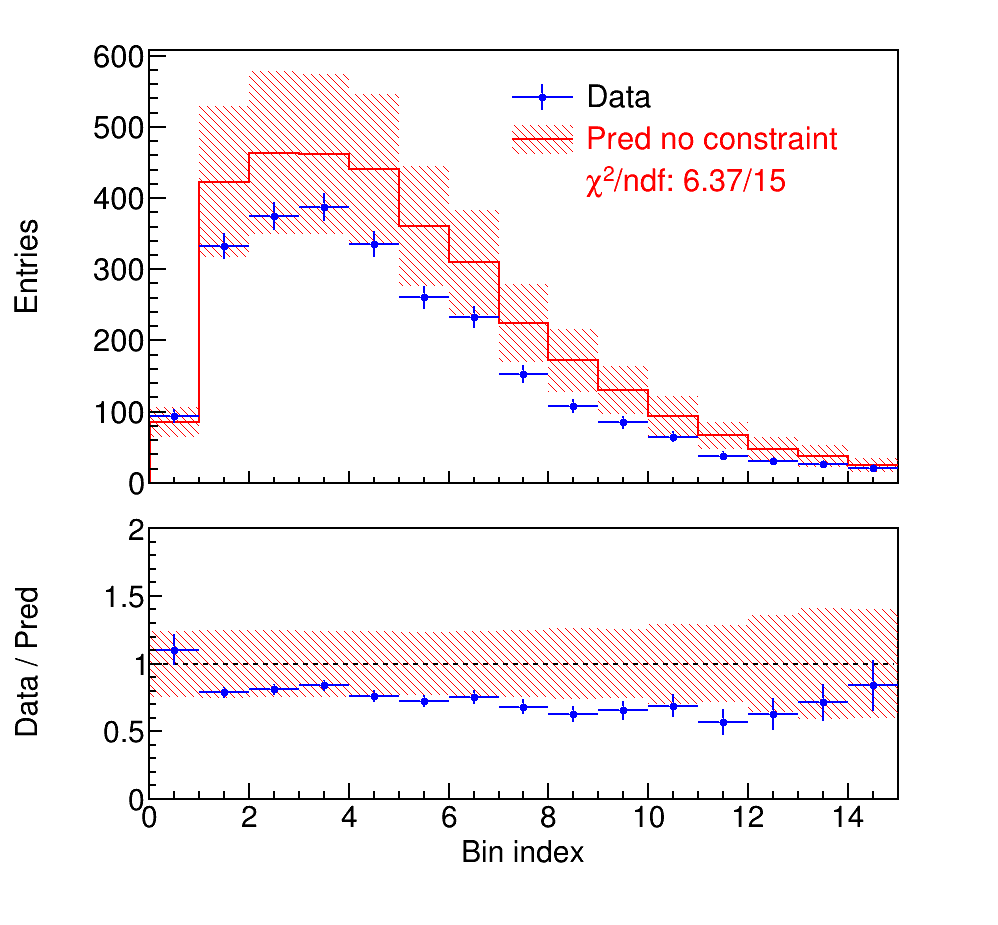 600
500
400
300
200
100
0
Entries
Data
Pred no constraint
χ²/ndf: 6.37/15
2
1.5
1
0.5
0
Data / Pred
0 2 4 6 8 10 12 14
Bin index